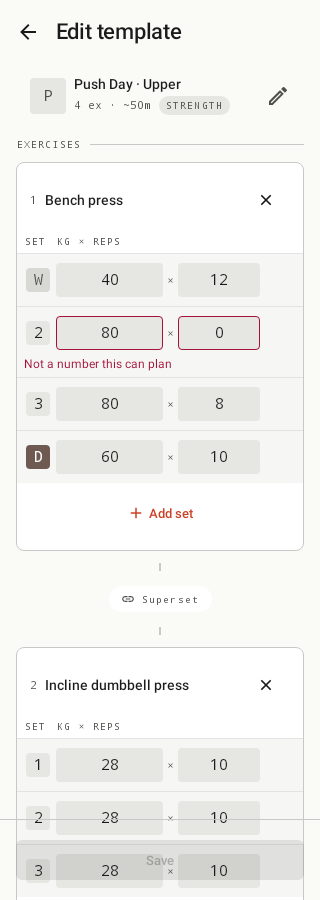 Edit template
P
Push Day · Upper
4 ex · ~50m STRENGTH
EXERCISES
1 Bench press
SET KG × REPS
W 40 × 12
2 80 × 0
Not a number this can plan
3 80 × 8
D 60 × 10
Add set
Superset
2 Incline dumbbell press
SET KG × REPS
1 28 × 10
2 28 × 10
Save
3 28 × 10